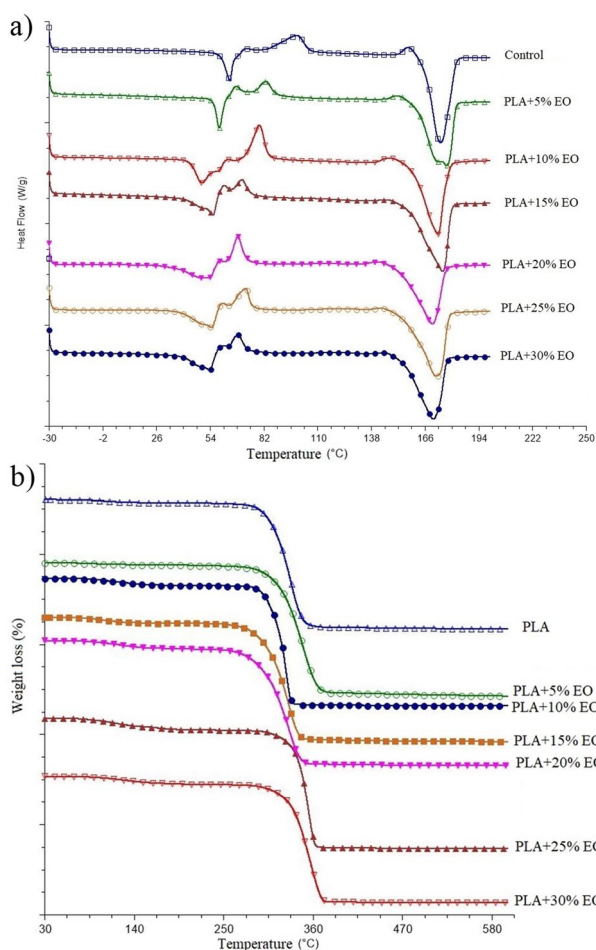 a)
Heat Flow (W/g)
Control
PLA+5% EO
PLA+10% EO
PLA+15% EO
PLA+20% EO
PLA+25% EO
PLA+30% EO
-30 -2 26 54 82 110 138 166 194 222 250
Temperature (°C)
b)
Weight loss (%)
PLA
PLA+5% EO
PLA+10% EO
PLA+15% EO
PLA+20% EO
PLA+25% EO
PLA+30% EO
30 140 250 360 470 580
Temperature (°C)